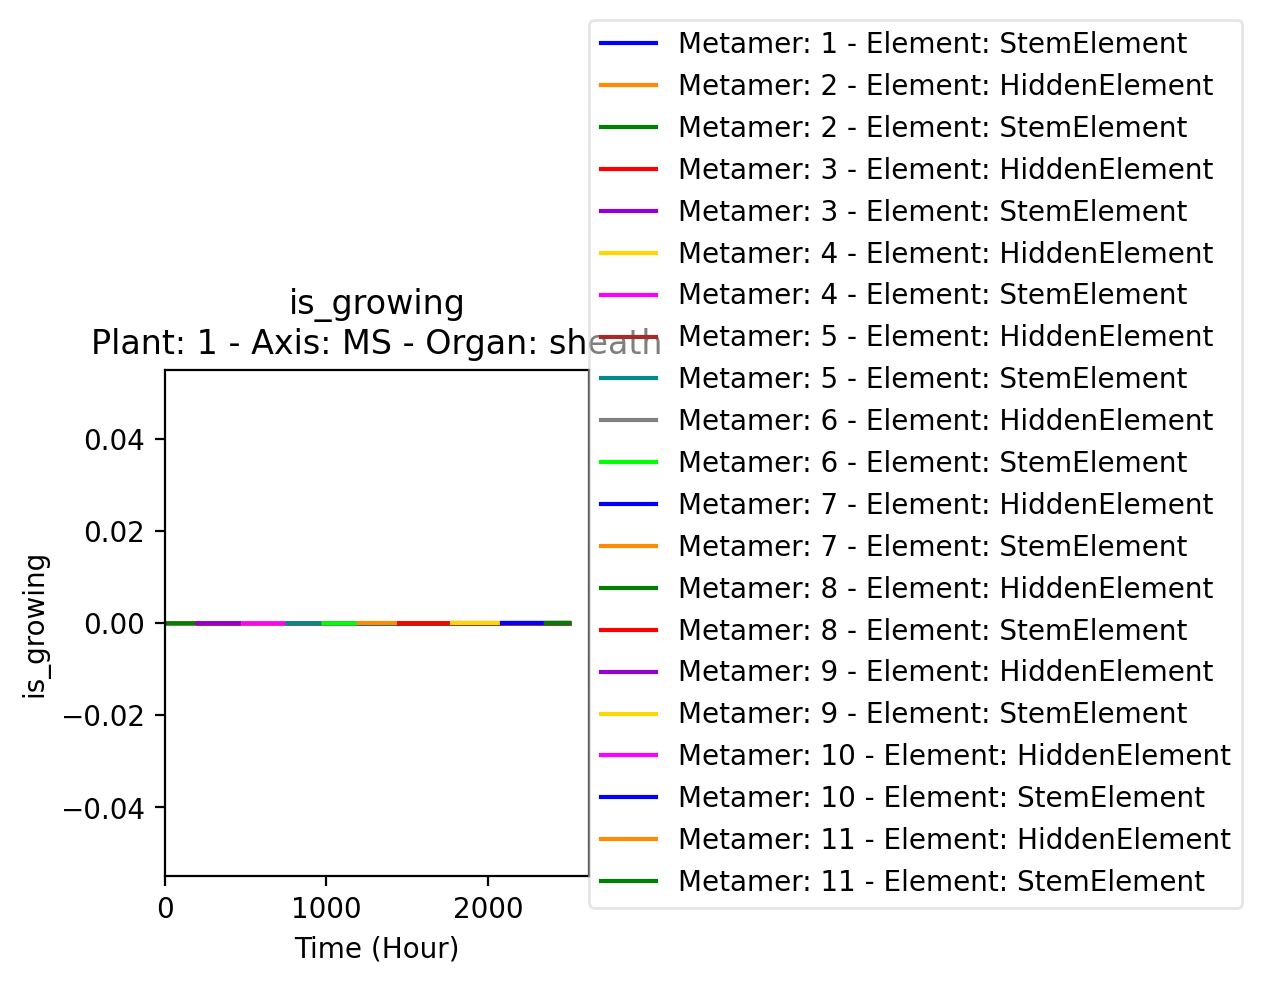 is_growing
Plant: 1 - Axis: MS - Organ: sheath
0.04
0.02
0.00
−0.02
−0.04
is_growing
0
1000
2000
Time (Hour)
Metamer: 1 - Element: StemElement
Metamer: 2 - Element: HiddenElement
Metamer: 2 - Element: StemElement
Metamer: 3 - Element: HiddenElement
Metamer: 3 - Element: StemElement
Metamer: 4 - Element: HiddenElement
Metamer: 4 - Element: StemElement
Metamer: 5 - Element: HiddenElement
Metamer: 5 - Element: StemElement
Metamer: 6 - Element: HiddenElement
Metamer: 6 - Element: StemElement
Metamer: 7 - Element: HiddenElement
Metamer: 7 - Element: StemElement
Metamer: 8 - Element: HiddenElement
Metamer: 8 - Element: StemElement
Metamer: 9 - Element: HiddenElement
Metamer: 9 - Element: StemElement
Metamer: 10 - Element: HiddenElement
Metamer: 10 - Element: StemElement
Metamer: 11 - Element: HiddenElement
Metamer: 11 - Element: StemElement